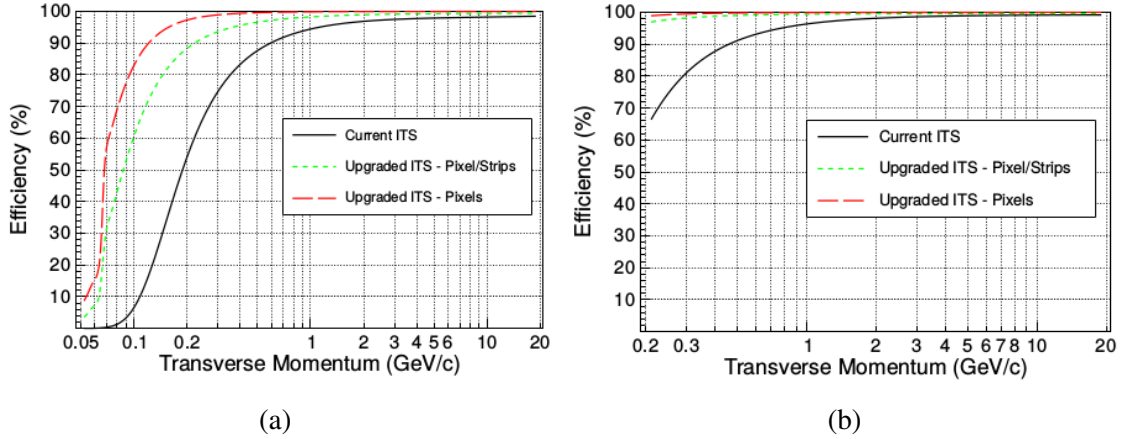 Efficiency (%)
100
90
80
70
60
50
40
30
20
10
Current ITS
Upgraded ITS - Pixel/Strips
Upgraded ITS - Pixels
0.05 0.1 0.2 1 2 3 4 5 6 10 20
Transverse Momentum (GeV/c)
(a)
Efficiency (%)
100
90
80
70
60
50
40
30
20
10
Current ITS
Upgraded ITS - Pixel/Strips
Upgraded ITS - Pixels
0.2 0.3 1 2 3 4 5 6 7 8 10 20
Transverse Momentum (GeV/c)
(b)